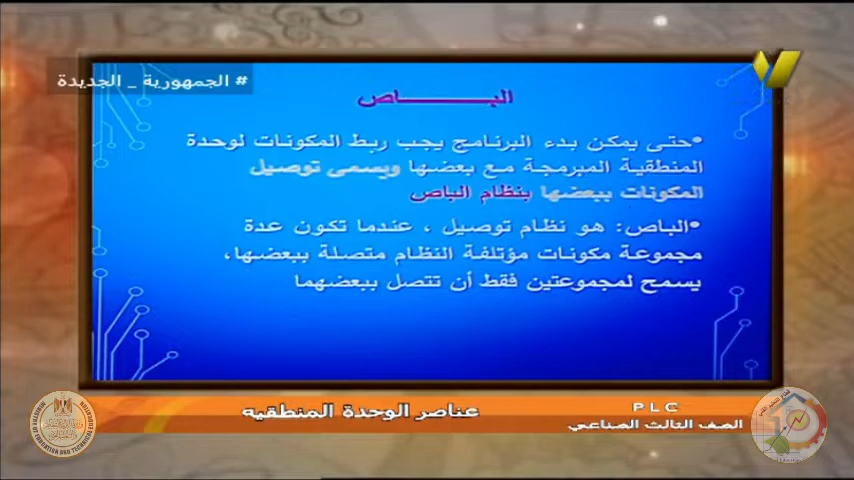 # الجمهورية _ الجديدة
البـــــــاص
•حتى يمكن بدء البرنامج يجب ربط المكونات لوحدة
المنطقية المبرمجة مع بعضها ويسمى توصيل
المكونات ببعضها بنظام الباص
•الباص: هو نظام توصيل ، عندما تكون عدة
مجموعة مكونات مؤتلفة النظام متصلة ببعضها،
يسمح لمجموعتين فقط أن تتصل ببعضهما
PLC
عناصر الوحدة المنطقيه
الصف الثالث الصناعي